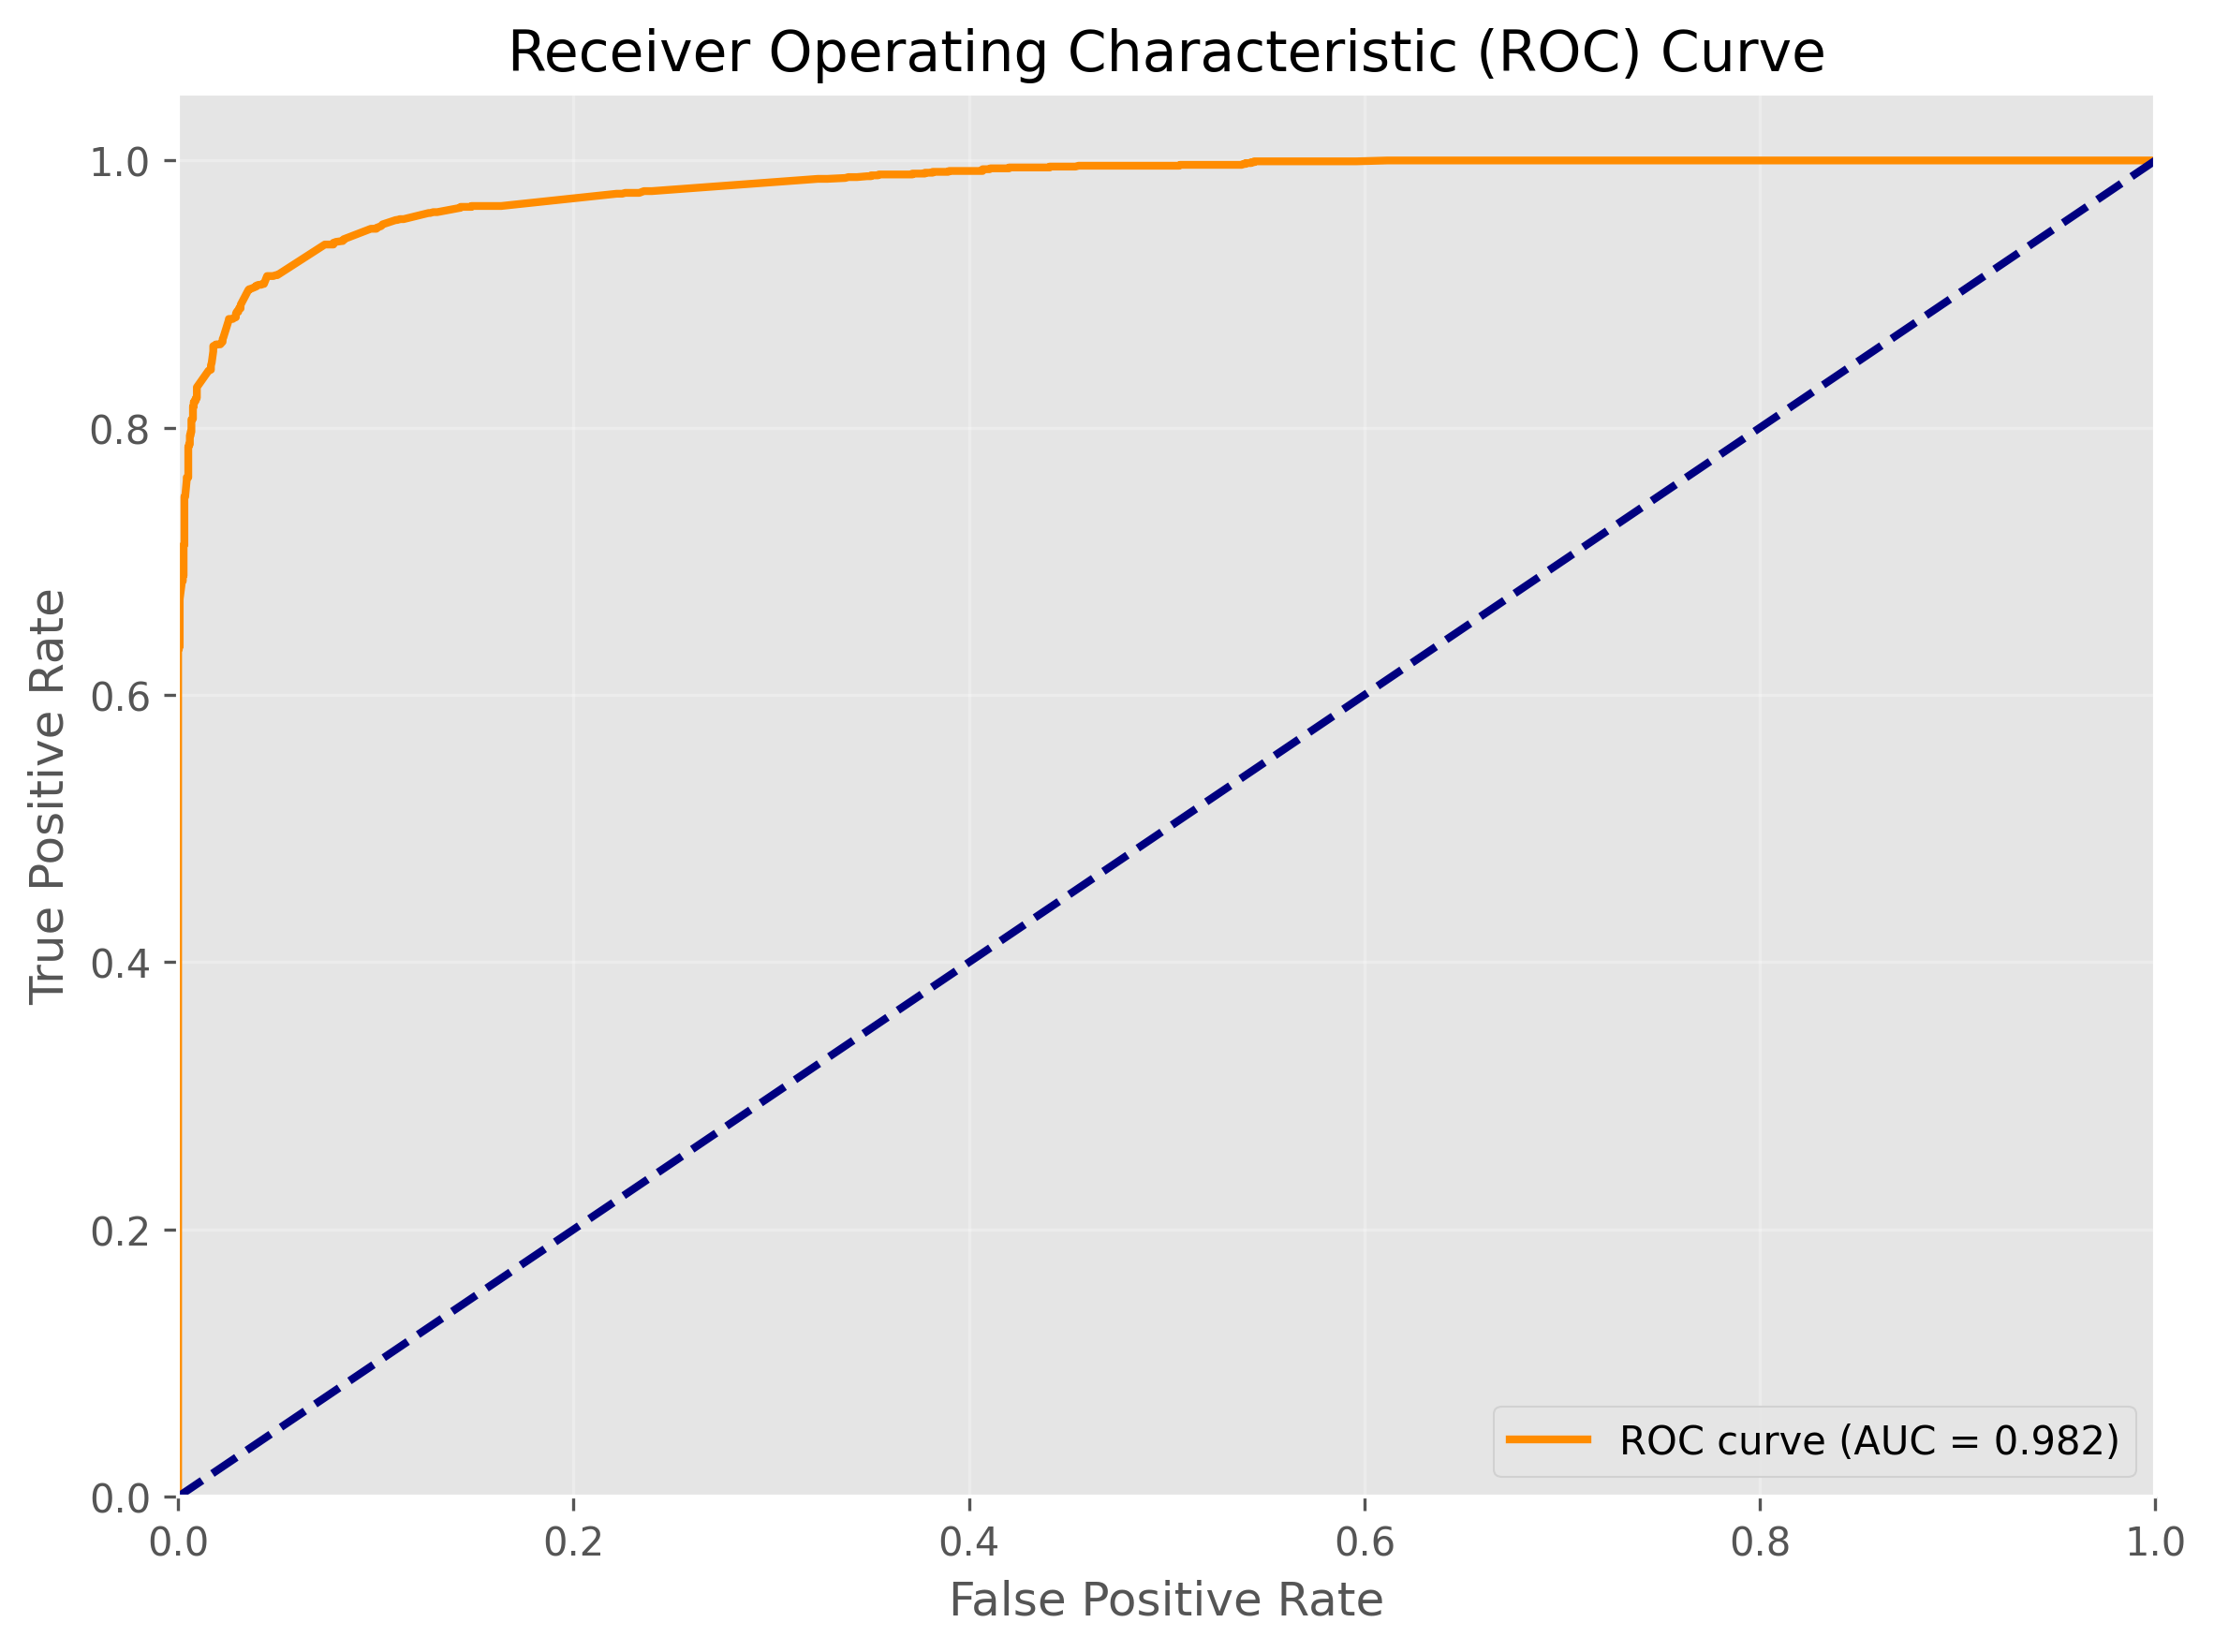 Receiver Operating Characteristic (ROC) Curve
1.0
0.8
0.6
0.4
0.2
0.0
True Positive Rate
0.0 0.2 0.4 0.6 0.8 1.0
False Positive Rate
ROC curve (AUC = 0.982)